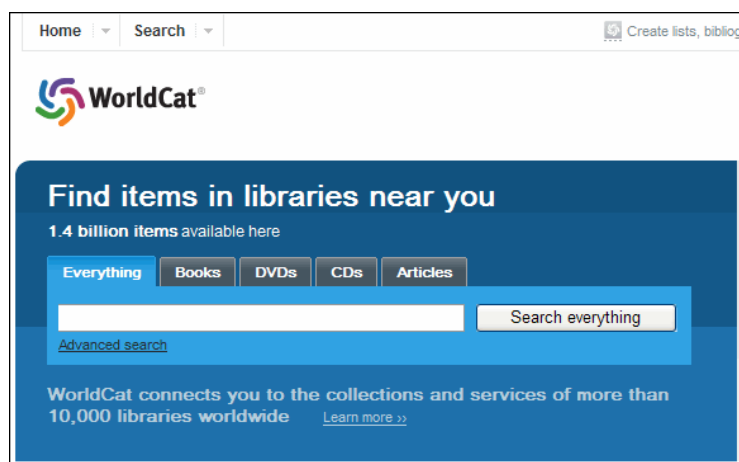 Home Search Create lists, bibliog
WorldCat®
Find items in libraries near you
1.4 billion items available here
Everything Books DVDs CDs Articles
Search everything
Advanced search
WorldCat connects you to the collections and services of more than
10,000 libraries worldwide Learn more ››